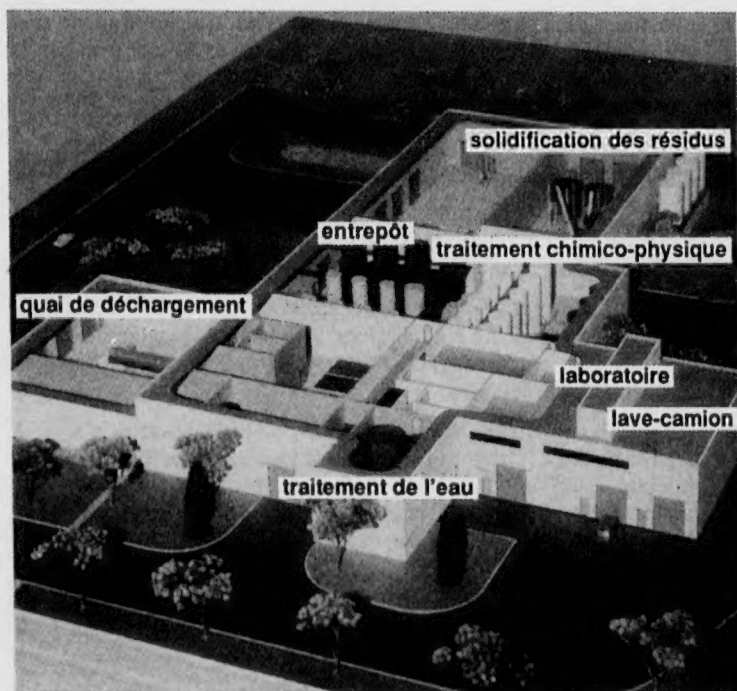 solidification des résidus
entrepôt
traitement chimico-physique
quai de déchargement
laboratoire
lave-camion
traitement de l'eau